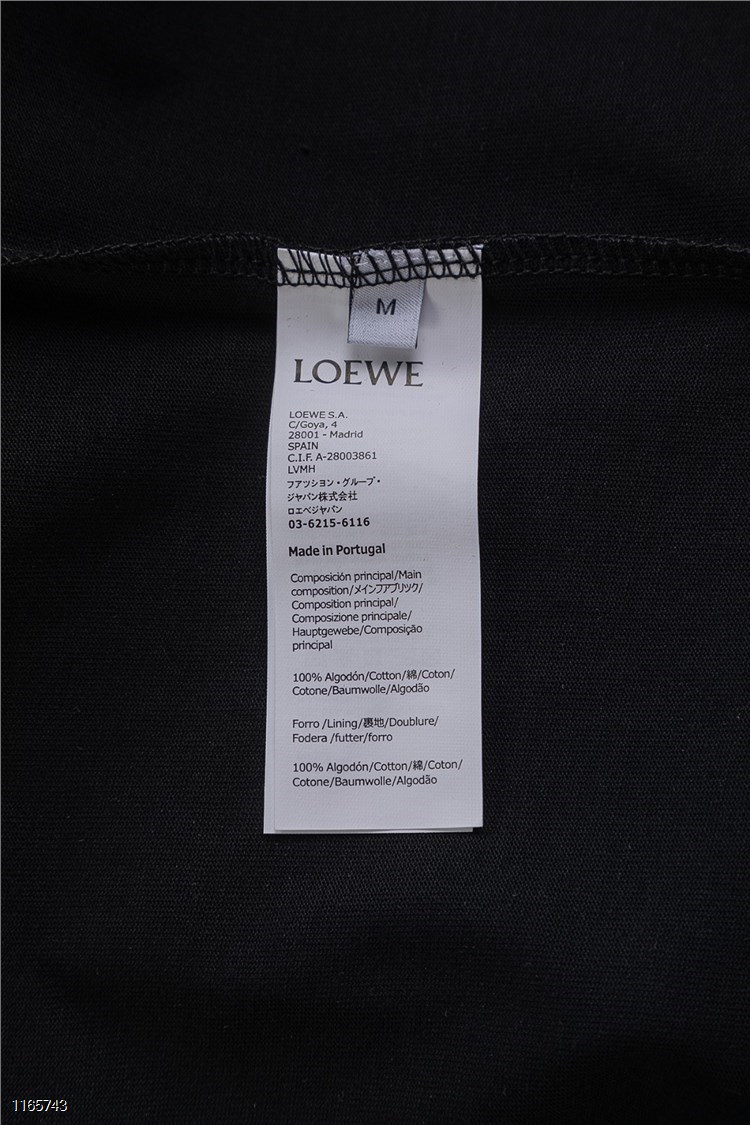 M
LOEWE
LOEWE S.A.
C/Goya, 4
28001 - Madrid
SPAIN
C.I.F. A-28003861
LVMH
ファッション・グループ・
ジャパン株式会社
ロエベジャパン
03-6215-6116
Made in Portugal
Composición principal/Main
composition/メインファブリック/
Composition principal/
Composizione principale/
Hauptgewebe/Composição
principal
100% Algodón/Cotton/綿/Coton/
Cotone/Baumwolle/Algodão
Forro /Lining/裏地/Doublure/
Fodera /futter/forro
100% Algodón/Cotton/綿/Coton/
Cotone/Baumwolle/Algodão
1165743